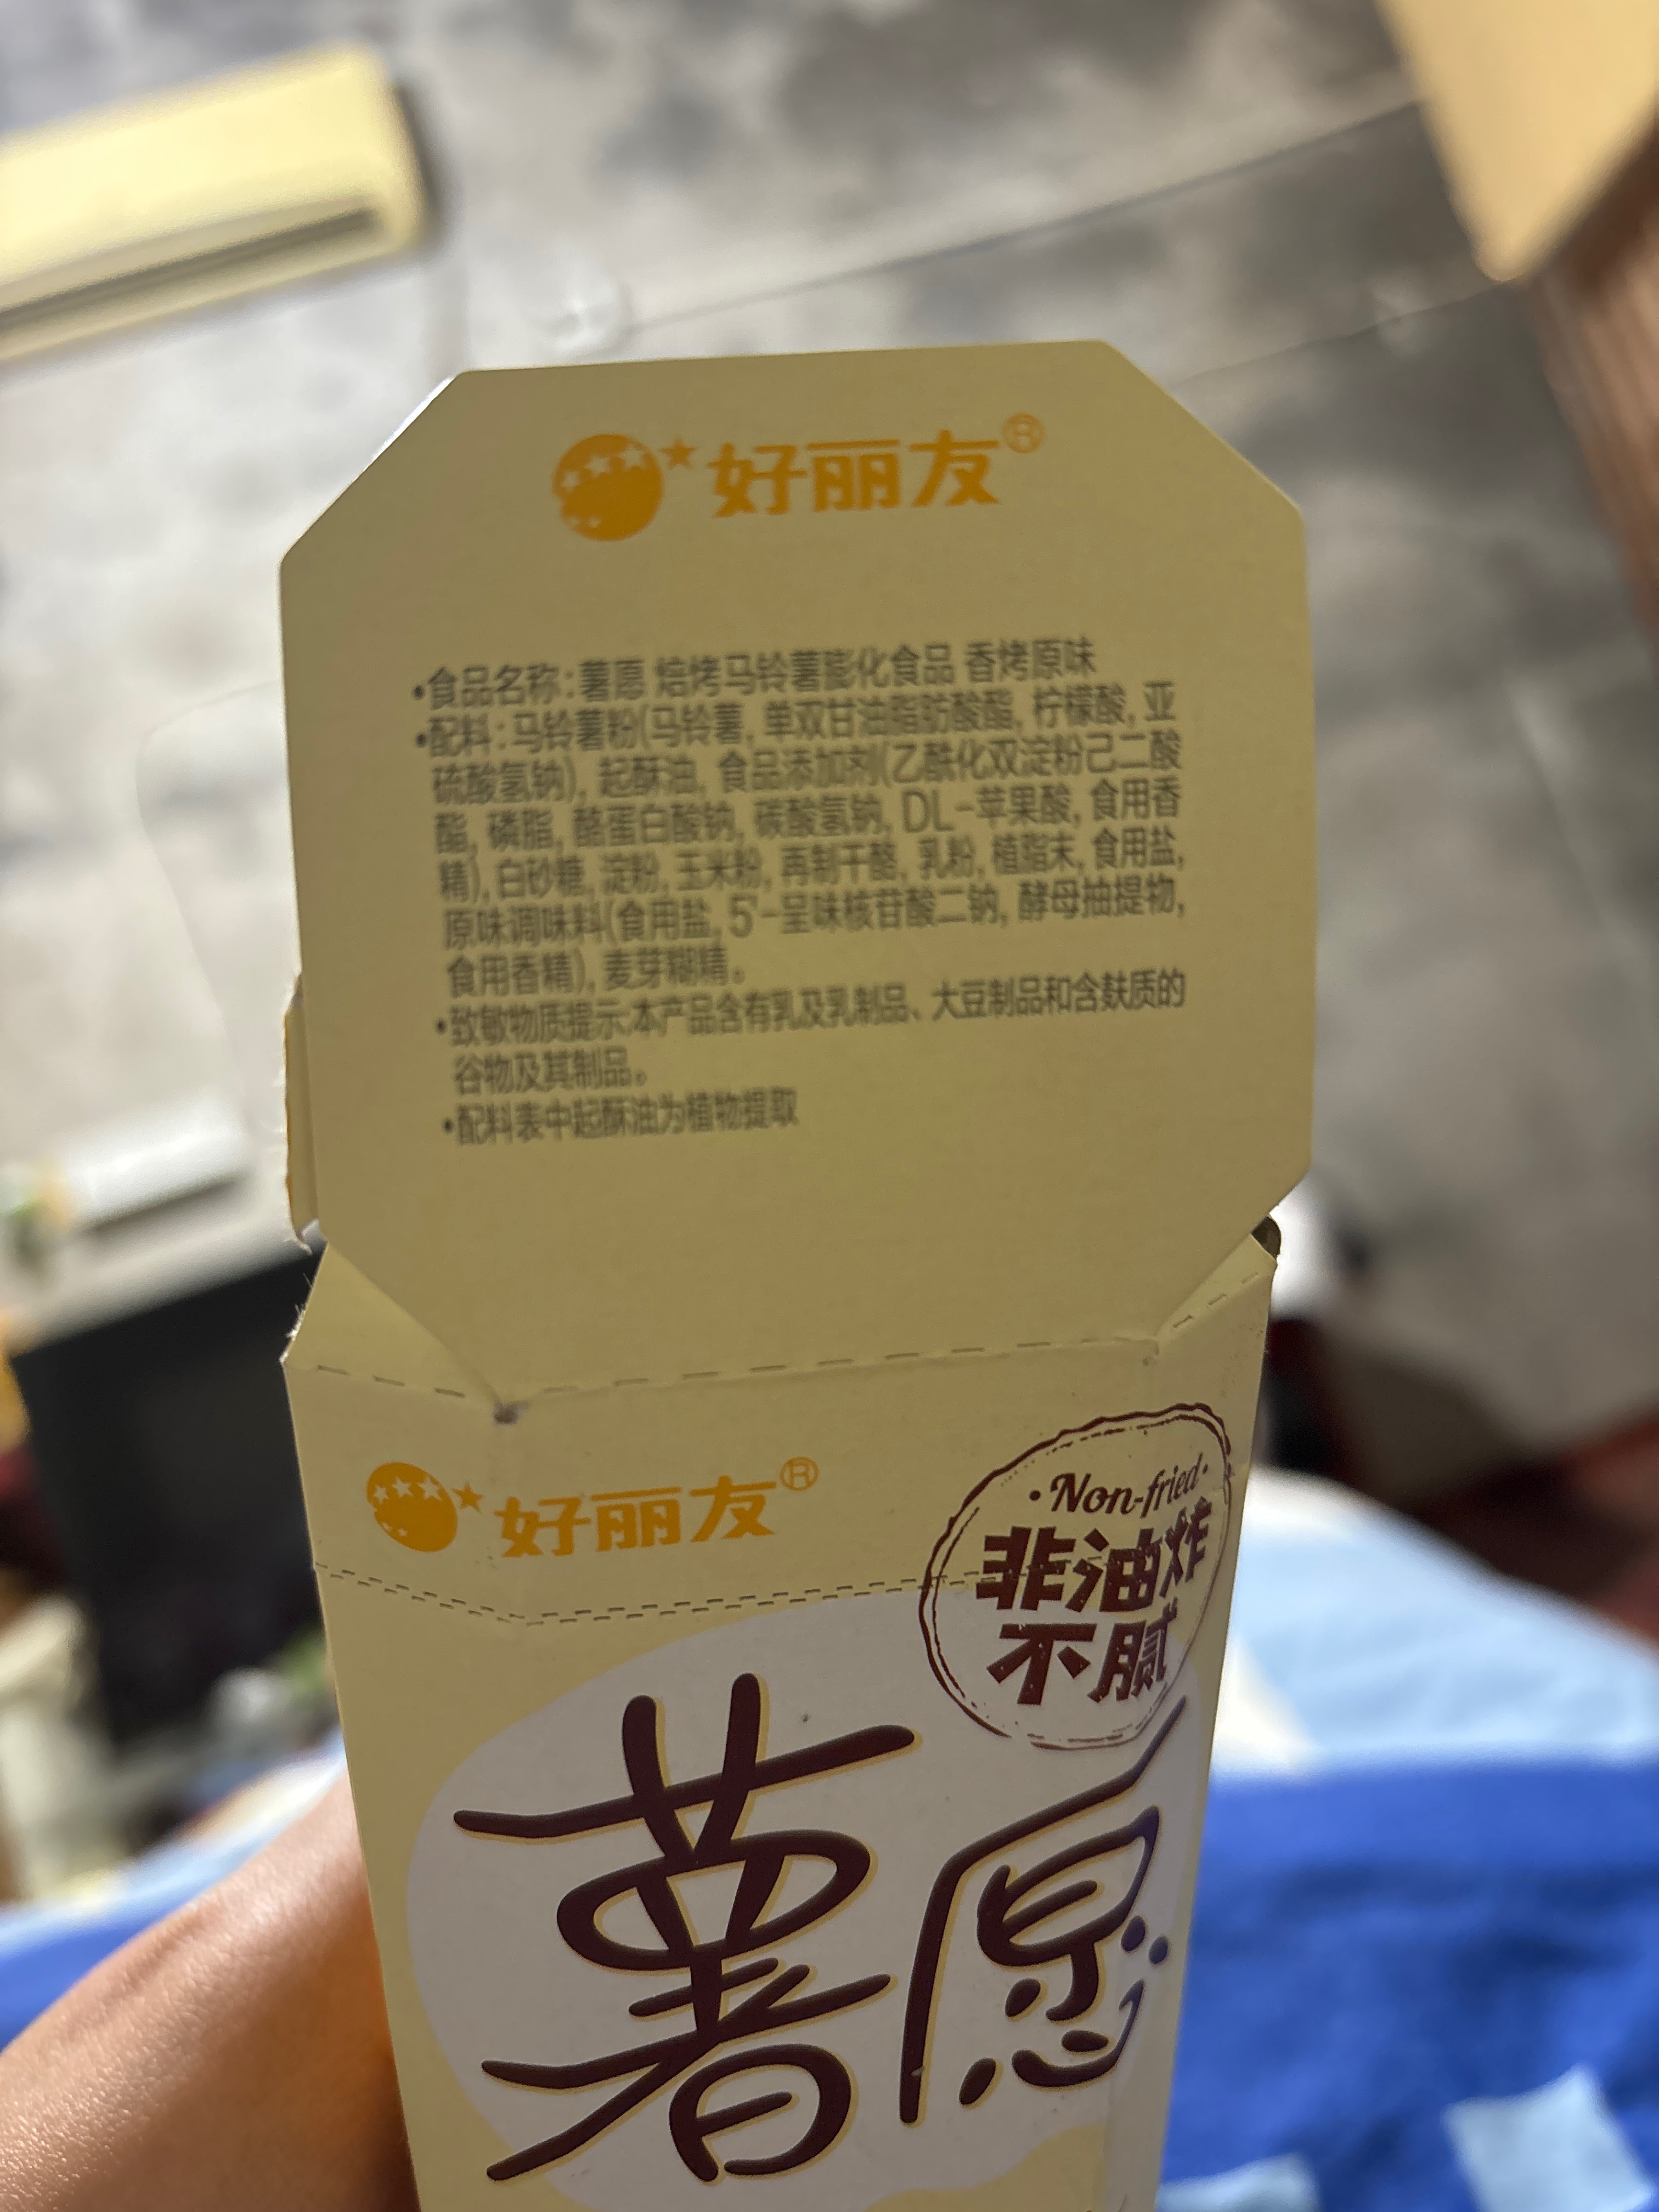 好丽友®
•食品名称:薯愿 焙烤马铃薯膨化食品 香烤原味
•配料:马铃薯粉(马铃薯, 单双甘油脂肪酸酯, 柠檬酸, 亚
硫酸氢钠), 起酥油, 食品添加剂(乙酰化双淀粉己二酸
酯, 磷脂, 酪蛋白酸钠, 碳酸氢钠, DL-苹果酸, 食用香
精), 白砂糖, 淀粉, 玉米粉, 再制干酪, 乳粉, 植脂末, 食用盐,
原味调味料(食用盐, 5'-呈味核苷酸二钠, 酵母抽提物,
食用香精), 麦芽糊精。
•致敏物质提示:本产品含有乳及乳制品、大豆制品和含麸质的
谷物及其制品。
•配料表中起酥油为植物提取
好丽友®
·Non-fried·
非油炸
不腻
薯愿